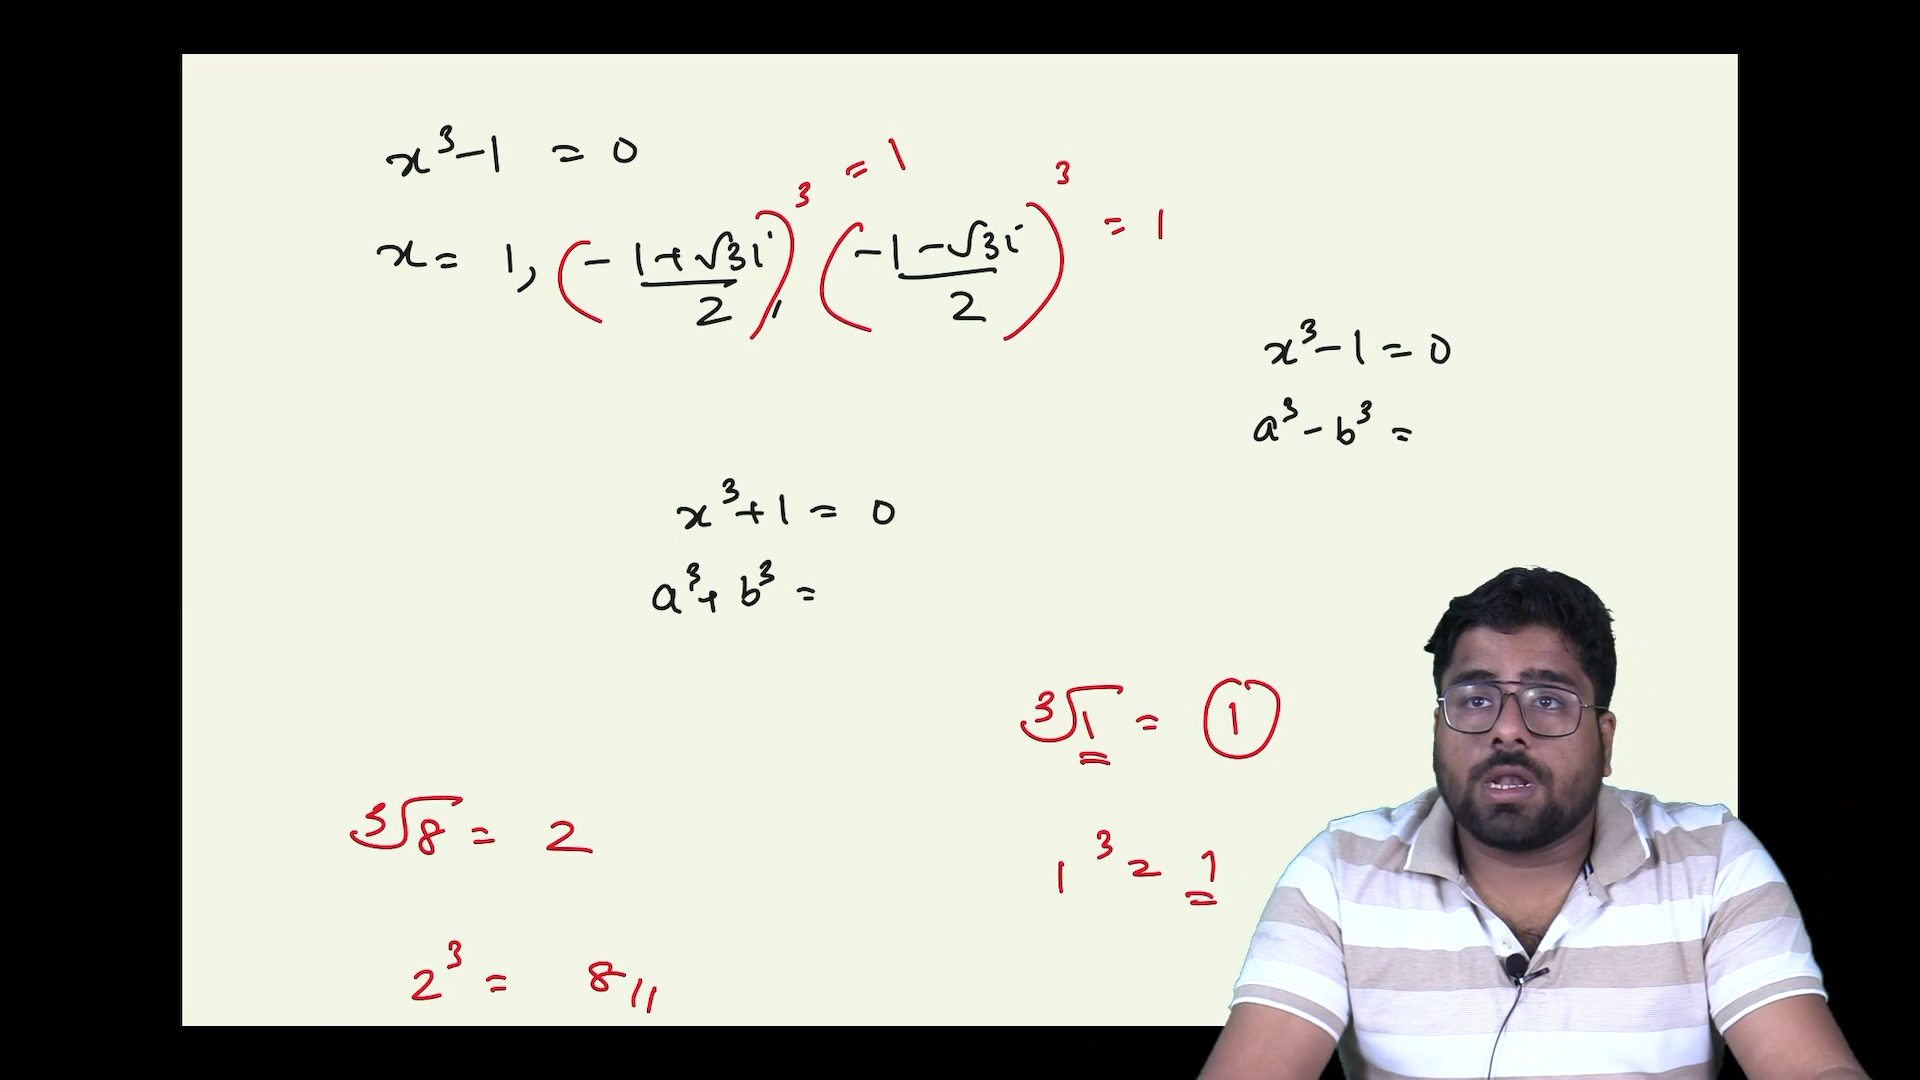 x³-1 = 0
x = 1, (-1+√3i/2)³ = 1, (-1-√3i/2)³ = 1
x³-1 = 0
a³-b³ =
x³+1 = 0
a³+b³ =
³√1 = 1
³√8 = 2
1³ = 1
2³ = 8